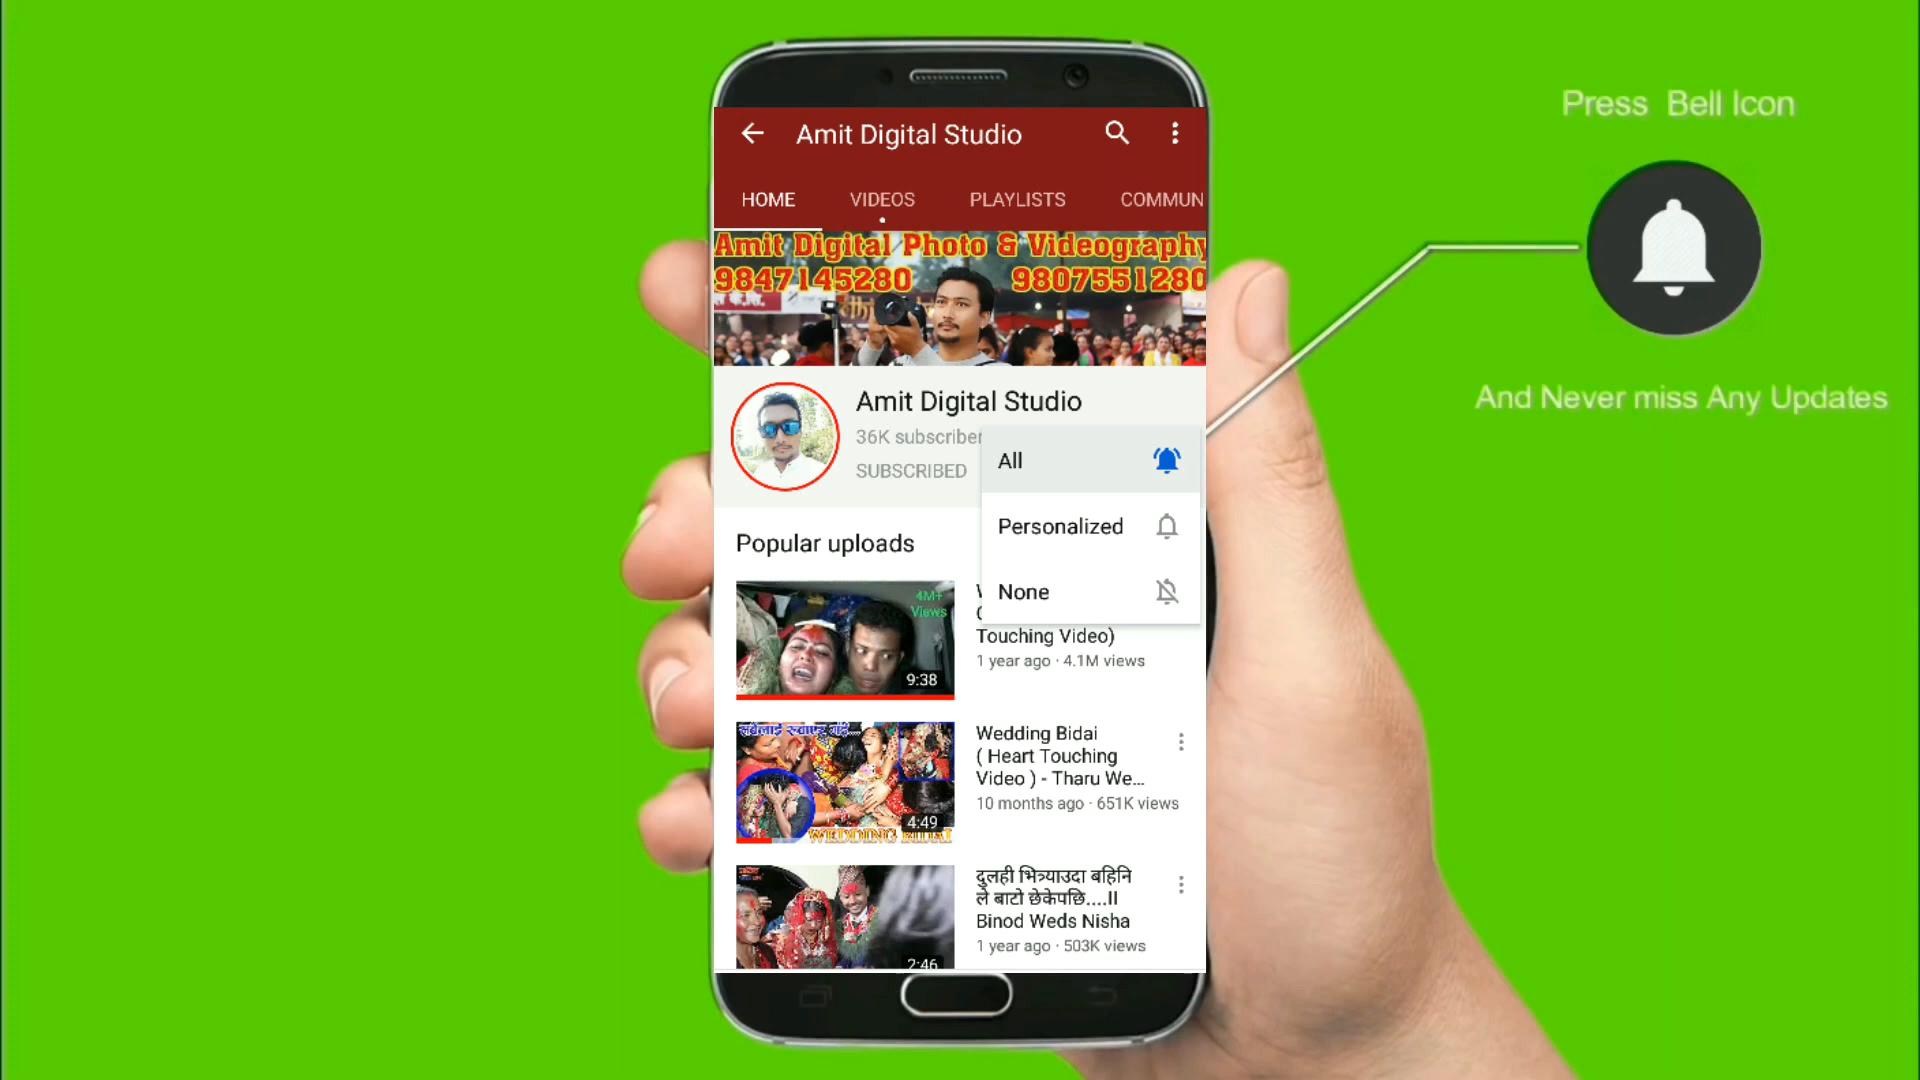 Press Bell Icon
And Never miss Any Updates
Amit Digital Studio
HOME
VIDEOS
PLAYLISTS
COMMUN
Amit Digital Photo & Videography
9847145280
9807551280
Amit Digital Studio
36K subscriber
SUBSCRIBED
All
Personalized
None
Popular uploads
4M+
Views
9:38
Touching Video)
1 year ago · 4.1M views
4:49
WEDDING BIDAI
Wedding Bidai
( Heart Touching
Video ) - Tharu We...
10 months ago · 651K views
2:46
दुलही भित्र्याउदा बहिनि
ले बाटो छेकेपछि....II
Binod Weds Nisha
1 year ago · 503K views